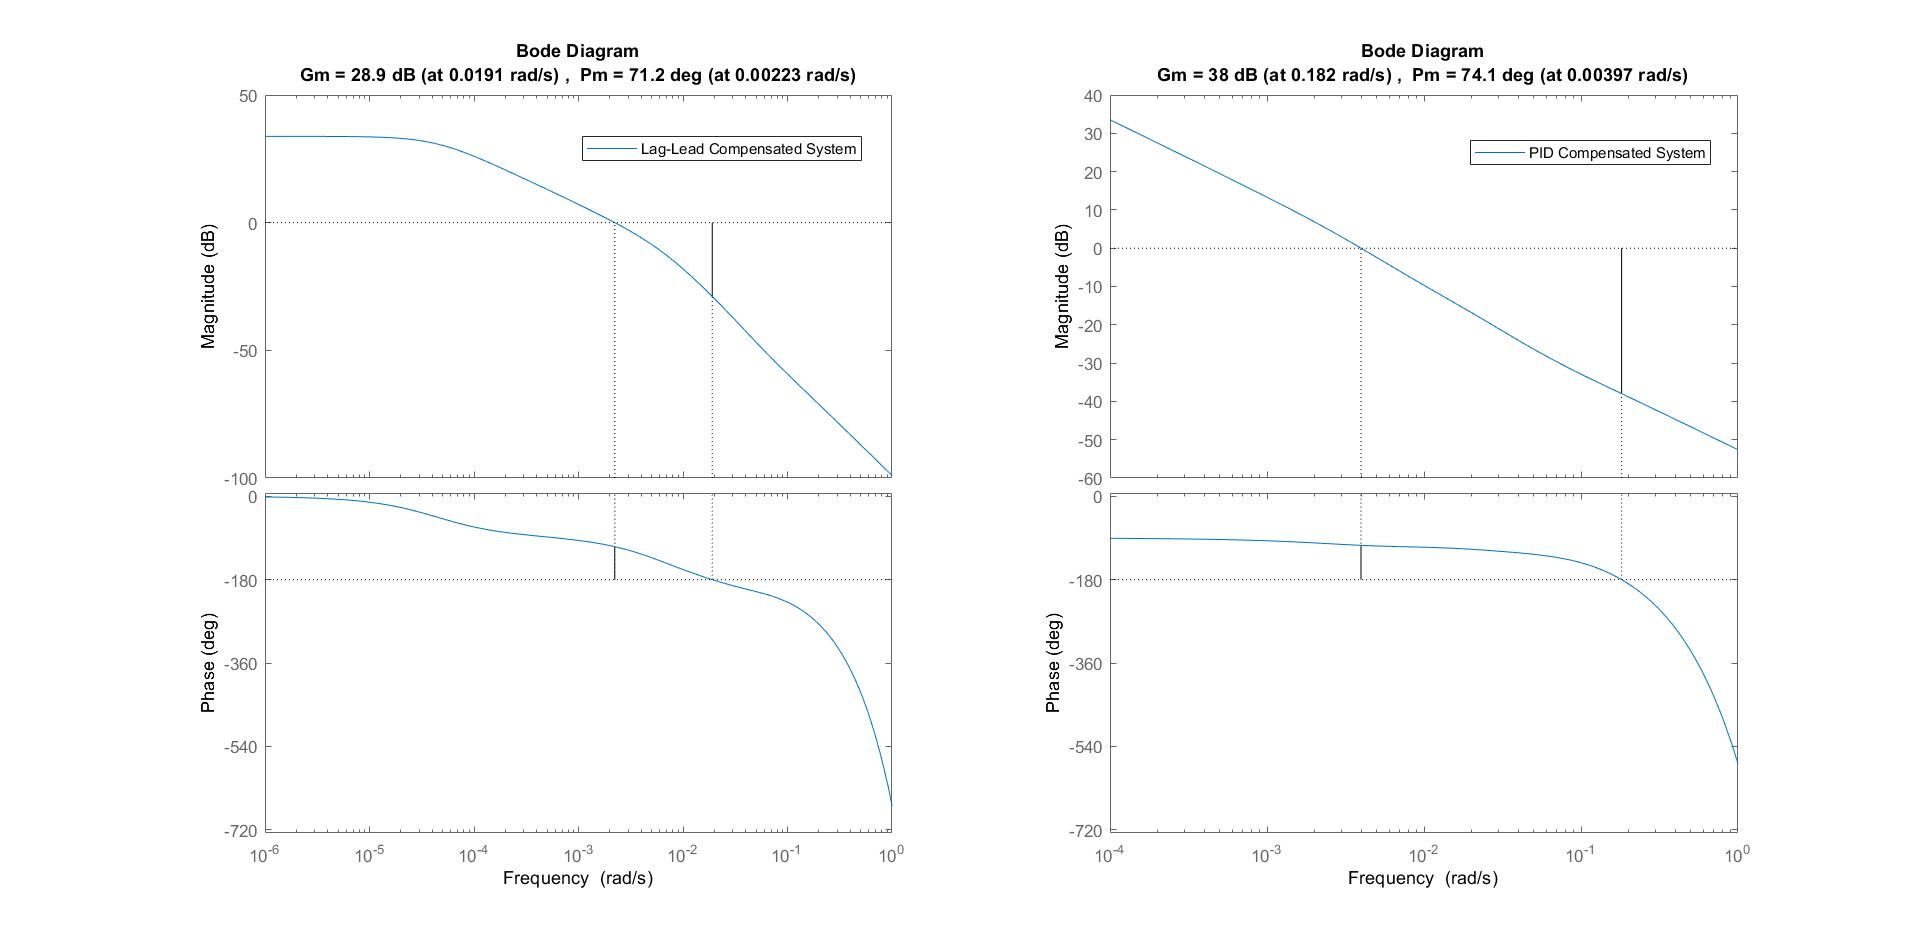 Bode Diagram
Gm = 28.9 dB (at 0.0191 rad/s) ,  Pm = 71.2 deg (at 0.00223 rad/s)
50
0
-50
-100
Magnitude (dB)
Lag-Lead Compensated System
0
-180
-360
-540
-720
Phase (deg)
10^-6 10^-5 10^-4 10^-3 10^-2 10^-1 10^0
Frequency  (rad/s)
Bode Diagram
Gm = 38 dB (at 0.182 rad/s) ,  Pm = 74.1 deg (at 0.00397 rad/s)
40
30
20
10
0
-10
-20
-30
-40
-50
-60
Magnitude (dB)
PID Compensated System
0
-180
-360
-540
-720
Phase (deg)
10^-4 10^-3 10^-2 10^-1 10^0
Frequency  (rad/s)